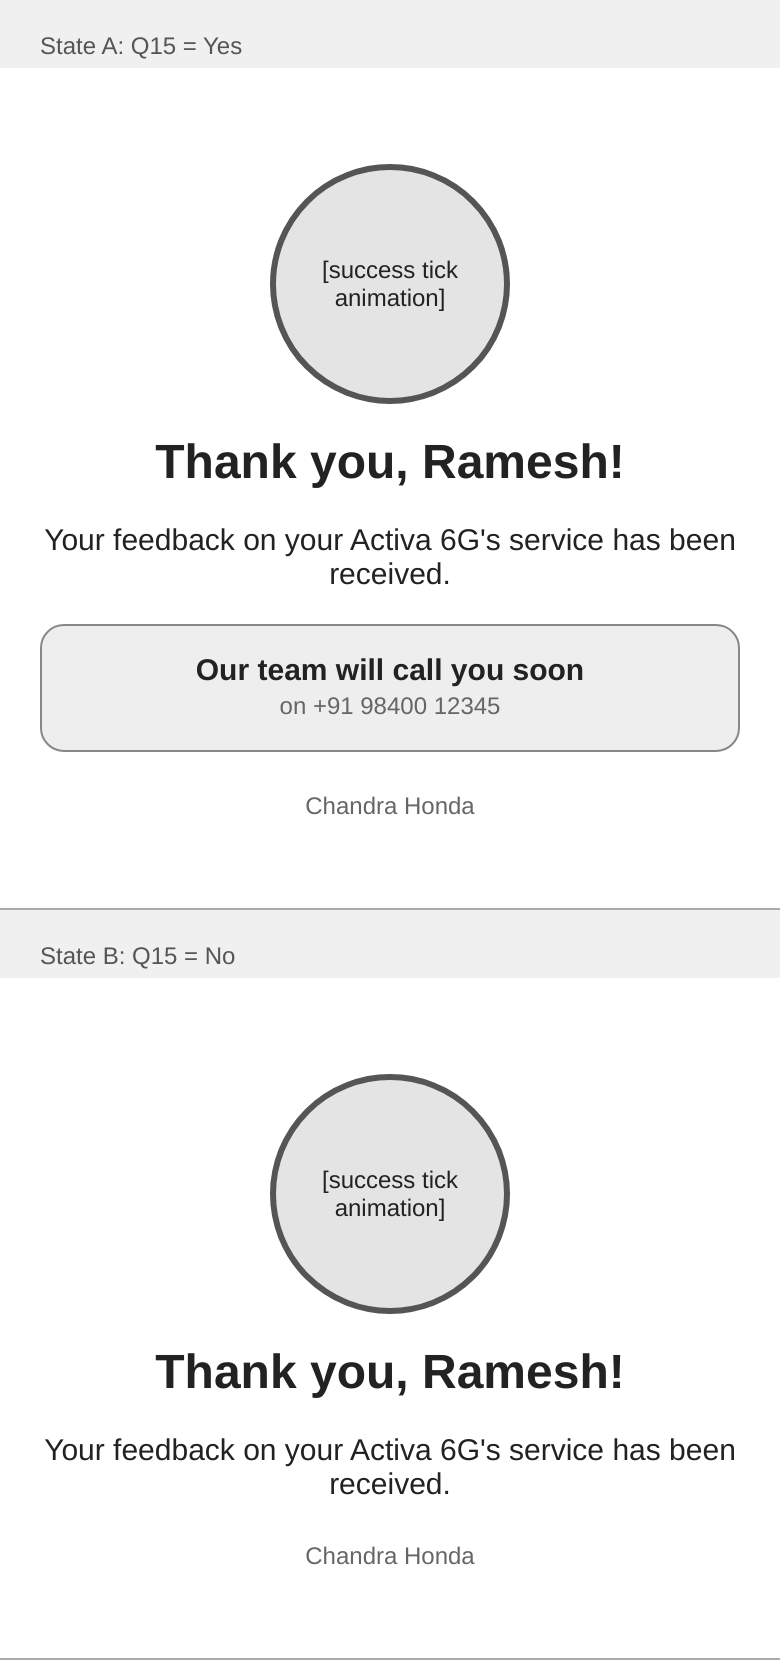 State A: Q15 = Yes
[success tick
animation]
Thank you, Ramesh!
Your feedback on your Activa 6G's service has been
received.
Our team will call you soon
on +91 98400 12345
Chandra Honda
State B: Q15 = No
[success tick
animation]
Thank you, Ramesh!
Your feedback on your Activa 6G's service has been
received.
Chandra Honda